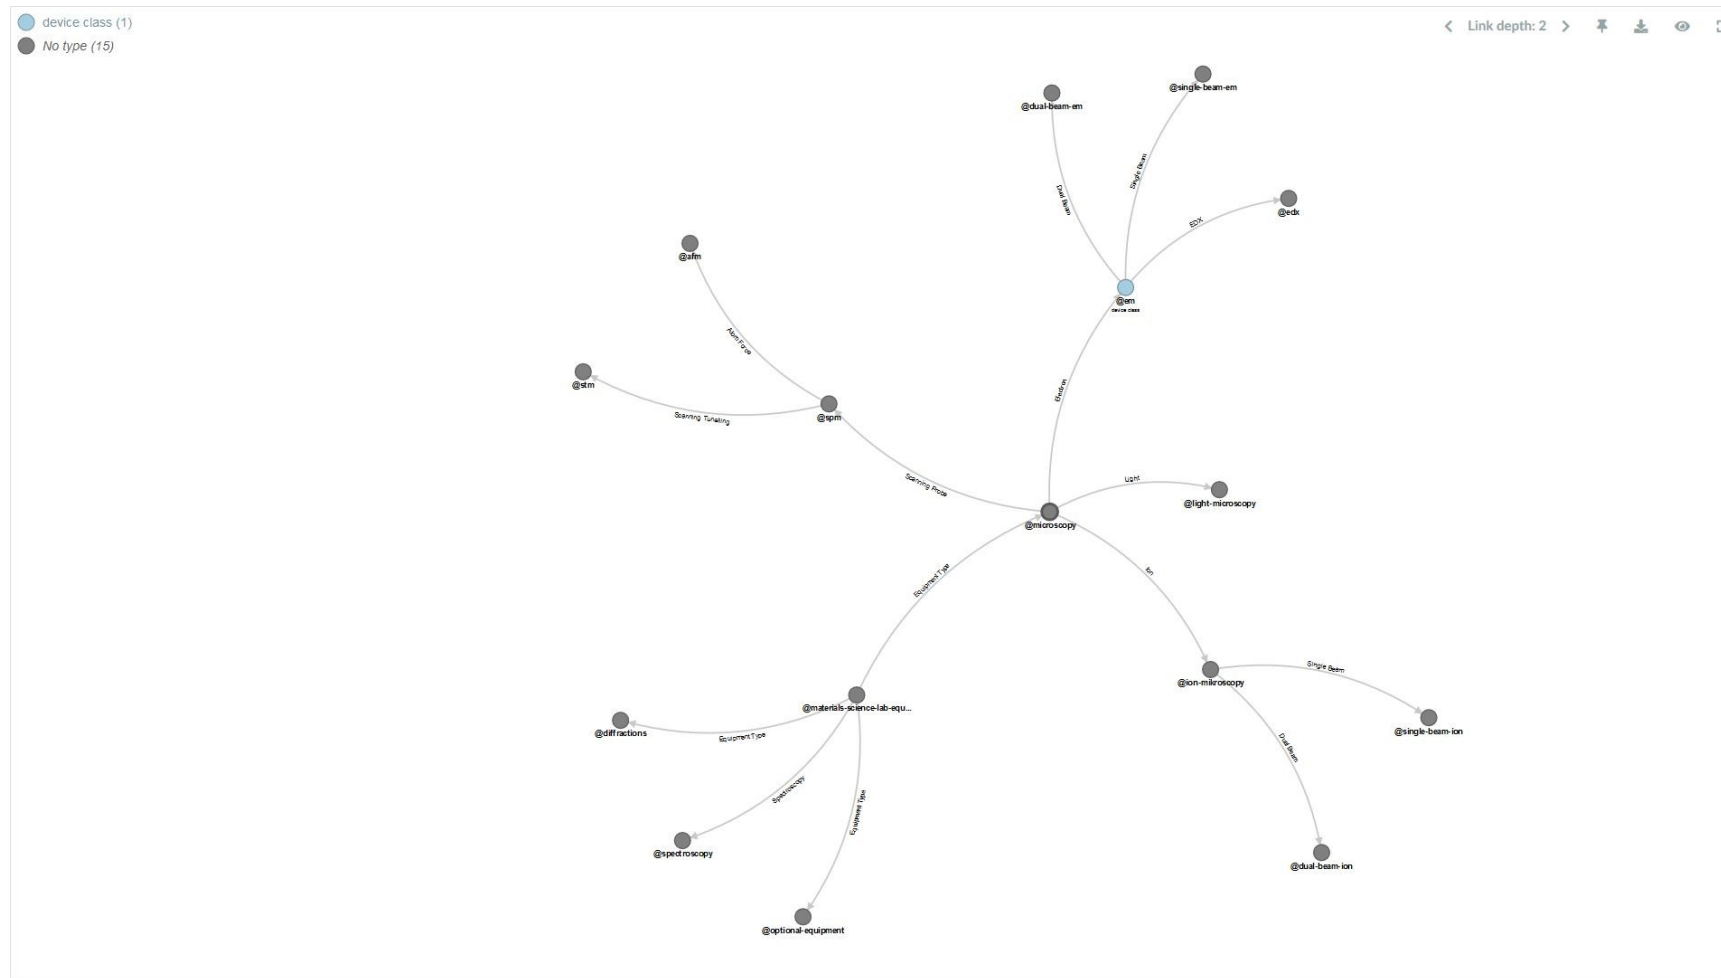 device class (1)
No type (15)
Link depth: 2
@single-beam-em
@dual-beam-em
Single Beam
Dual Beam
@edx
EDX
@afm
@em
device class
Atom Force
@stm
Electron
@spm
Scanning Tunneling
Light
Scanning Probe
@light-microscopy
@microscopy
Equipment Type
Ion
Single Beam
@ion-mikroscopy
@materials-science-lab-equ...
@diffractions
Equipment Type
@single-beam-ion
Dual Beam
Spectroscopy
Equipment Type
@spectroscopy
@dual-beam-ion
@optional-equipment